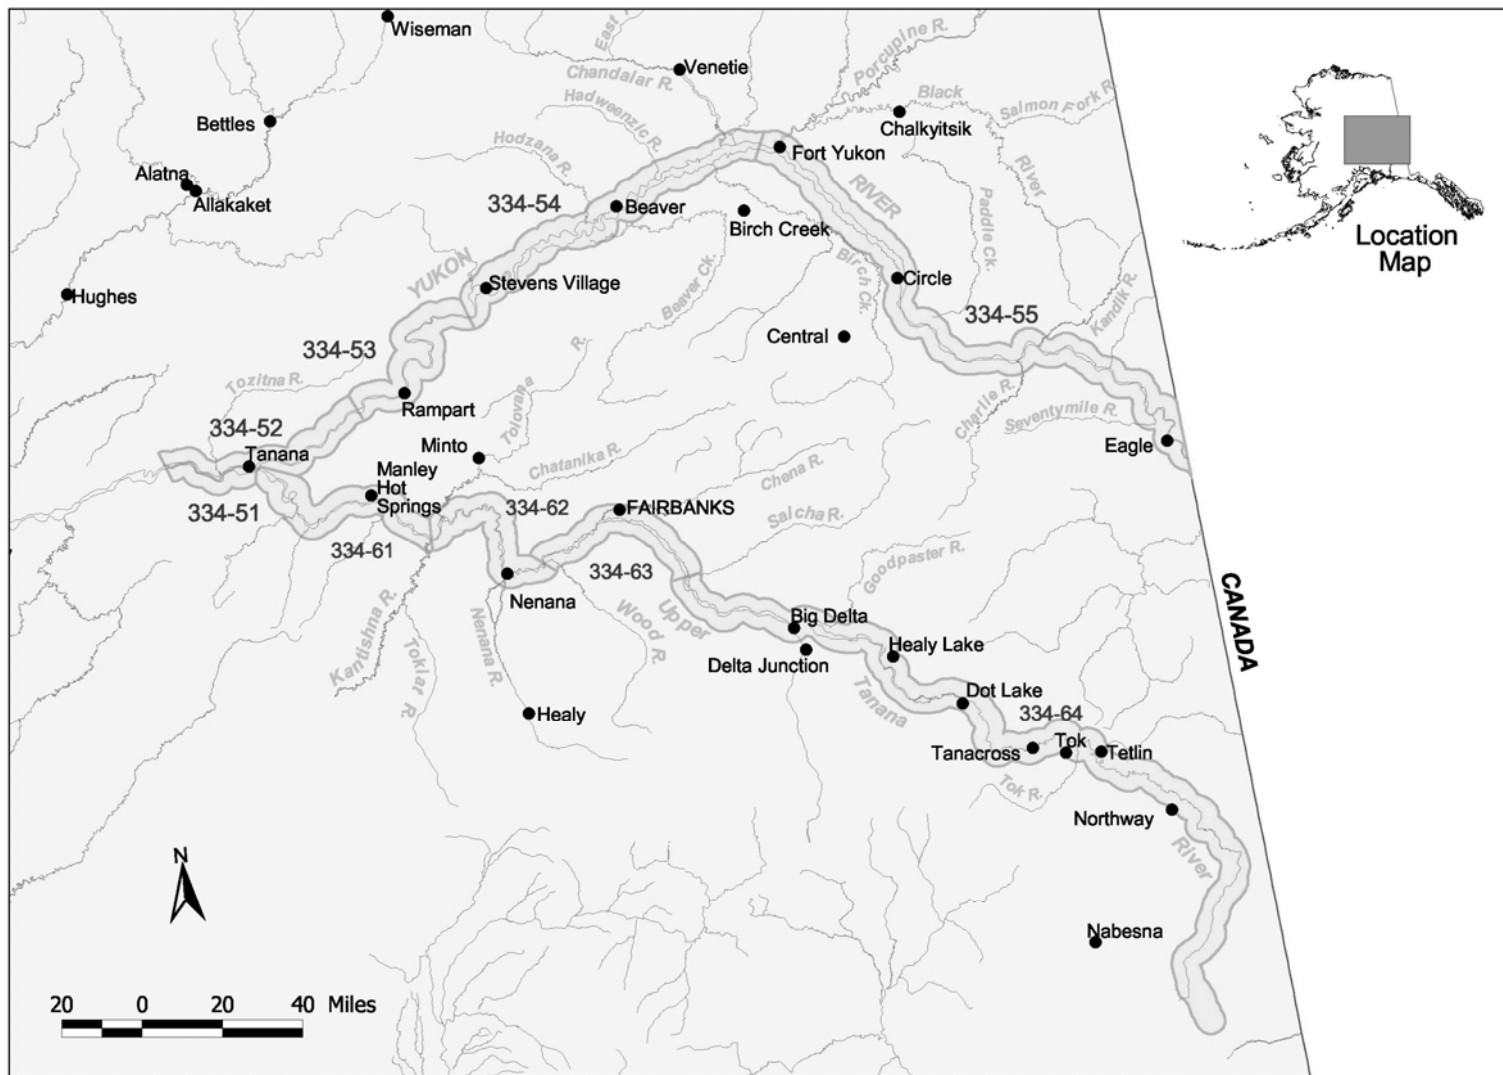 Wiseman
East
Porcupine R.
Venetie
Chandalar R.
Black
Salmon Fork R.
Hadweenzic R.
Bettles
Chalkyitsik
Hodzana R.
Fort Yukon
River
Alatna
Allakaket
334-54
Beaver
RIVER
Paddle Ck.
Birch Creek
Location
Map
YUKON
Stevens Village
Beaver Ck.
Birch Ck.
Circle
Hughes
334-55
Kandik R.
Central
334-53
R.
Tozitna R.
Tolovana
Rampart
Charlie R.
Seventymile R.
334-52
Minto
Eagle
Tanana
Manley
Hot
Springs
Chatanika R.
Chena R.
334-51
334-62
FAIRBANKS
Salcha R.
334-61
334-63
Goodpaster R.
Nenana
CANADA
Kantishna R.
Toklat R.
Nenana R.
Wood R.
Upper
Big Delta
Delta Junction
Healy Lake
Tanana
Dot Lake
Healy
334-64
Tanacross
Tok
Tetlin
Tok R.
Northway
River
N
Nabesna
20 0 20 40 Miles